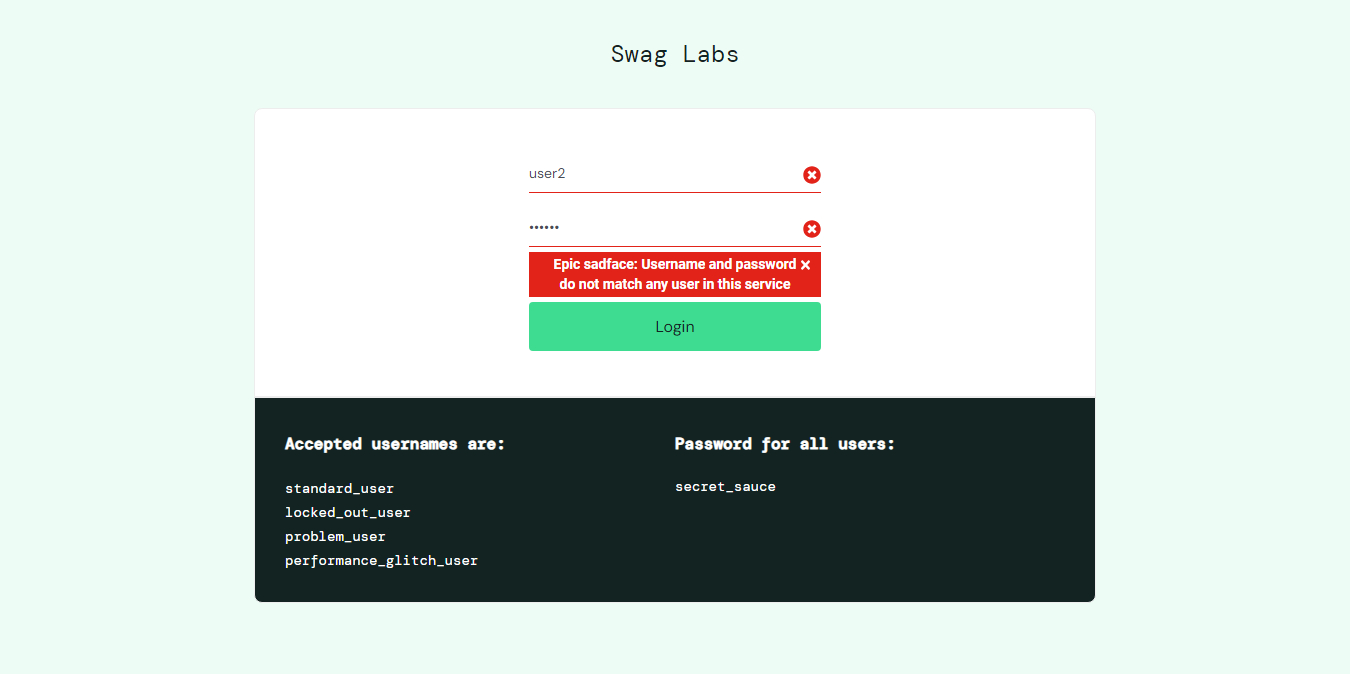 Swag Labs
user2
••••••
Epic sadface: Username and password
do not match any user in this service
Login
Accepted usernames are:
standard_user
locked_out_user
problem_user
performance_glitch_user
Password for all users:
secret_sauce